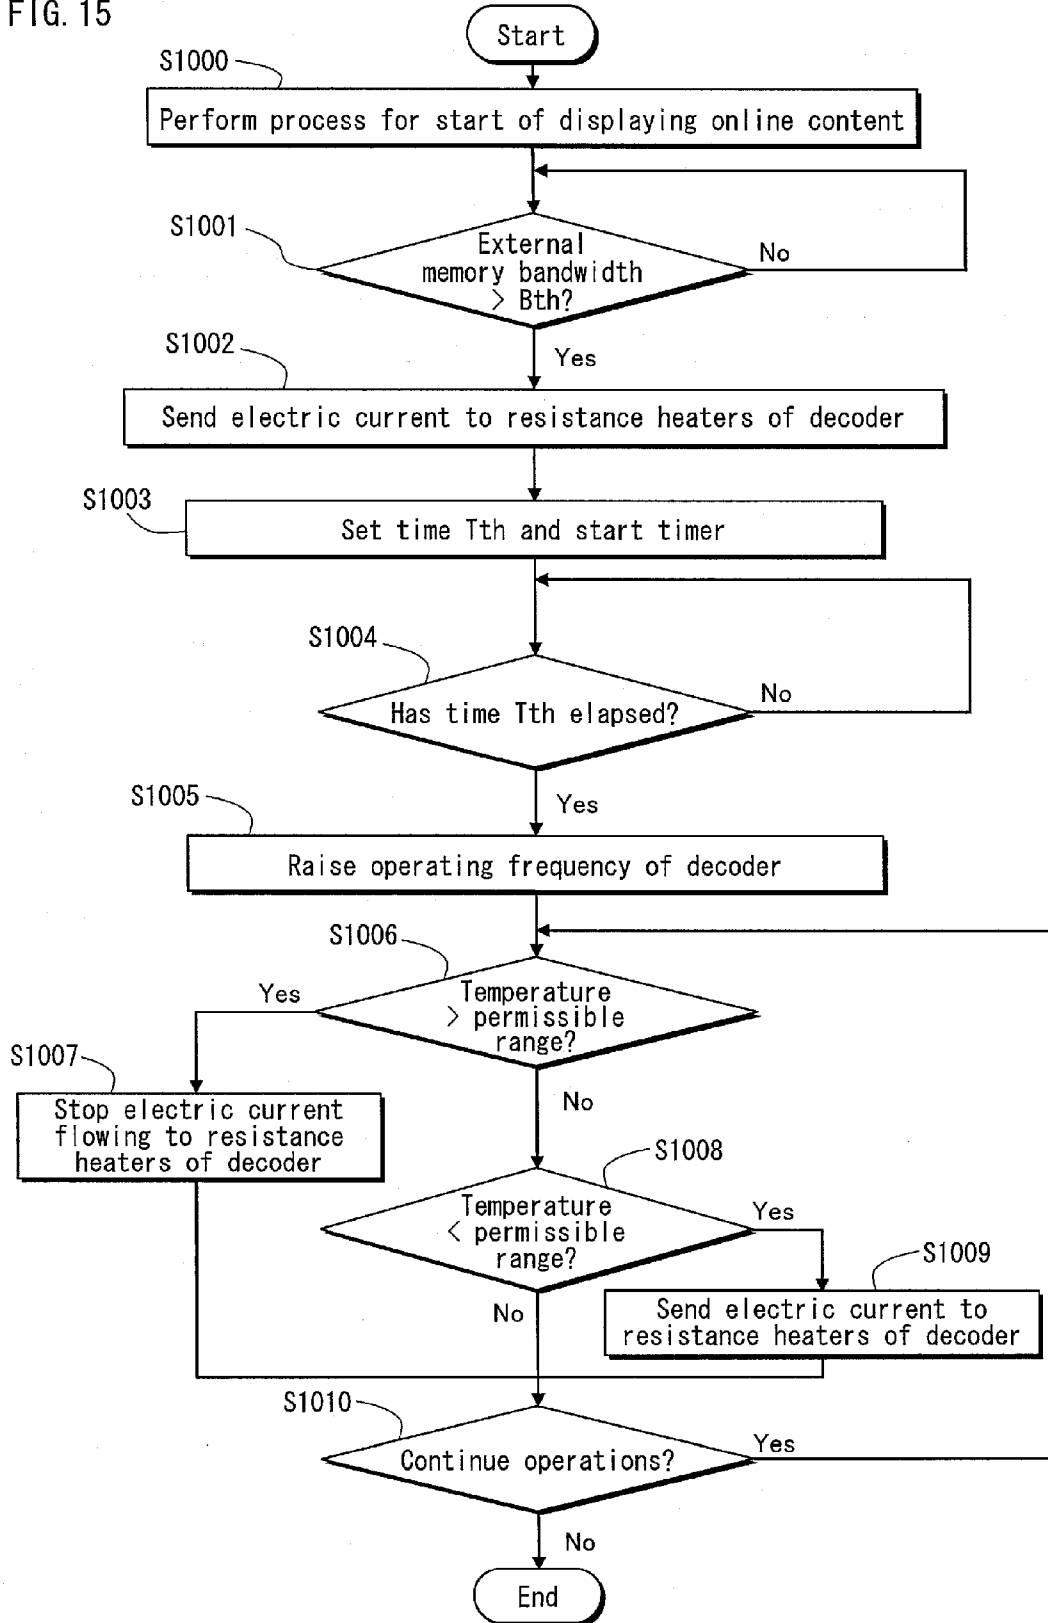 FIG. 15
Start
S1000
Perform process for start of displaying online content
S1001
External
memory bandwidth
> Bth?
No
Yes
S1002
Send electric current to resistance heaters of decoder
S1003
Set time Tth and start timer
S1004
Has time Tth elapsed?
No
Yes
S1005
Raise operating frequency of decoder
S1006
Temperature
> permissible
range?
Yes
No
S1007
Stop electric current
flowing to resistance
heaters of decoder
S1008
Temperature
< permissible
range?
Yes
No
S1009
Send electric current to
resistance heaters of decoder
S1010
Continue operations?
Yes
No
End